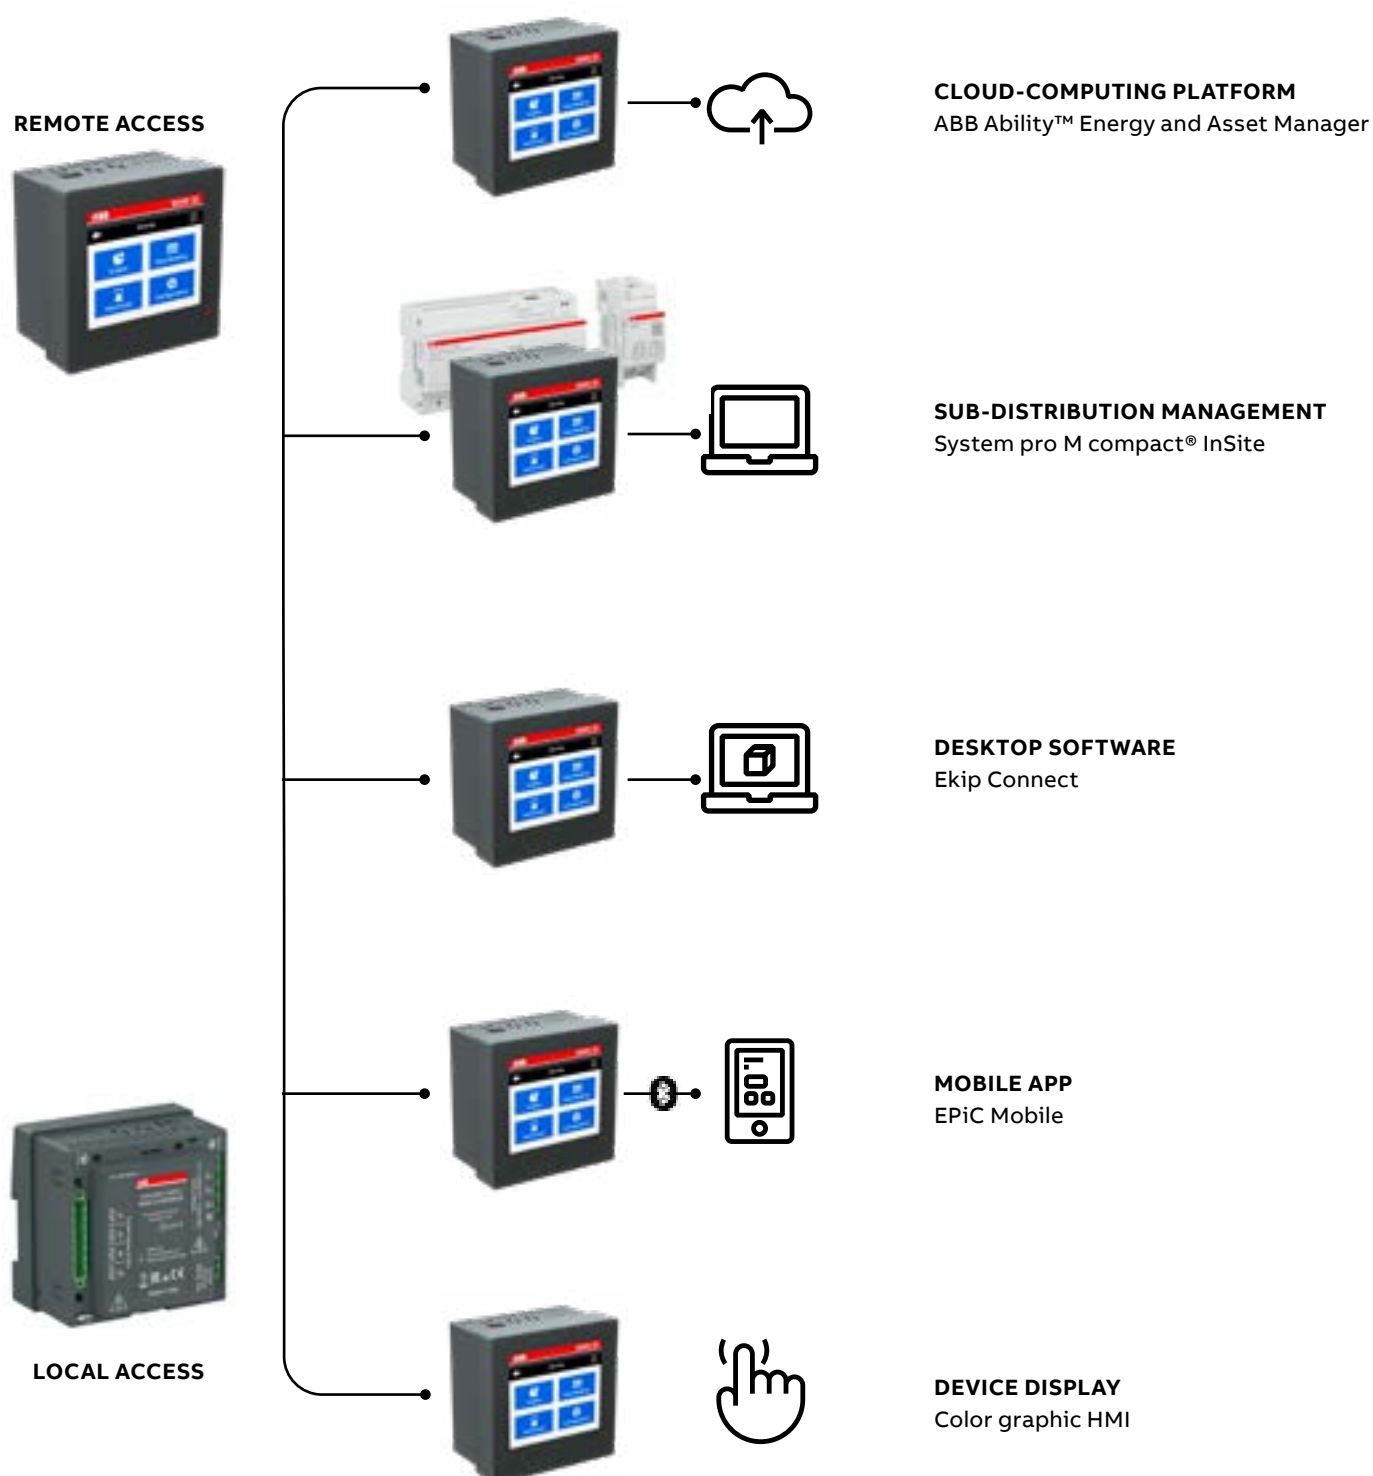 REMOTE ACCESS
CLOUD-COMPUTING PLATFORM
ABB Ability™ Energy and Asset Manager
SUB-DISTRIBUTION MANAGEMENT
System pro M compact® InSite
DESKTOP SOFTWARE
Ekip Connect
MOBILE APP
EPiC Mobile
LOCAL ACCESS
DEVICE DISPLAY
Color graphic HMI